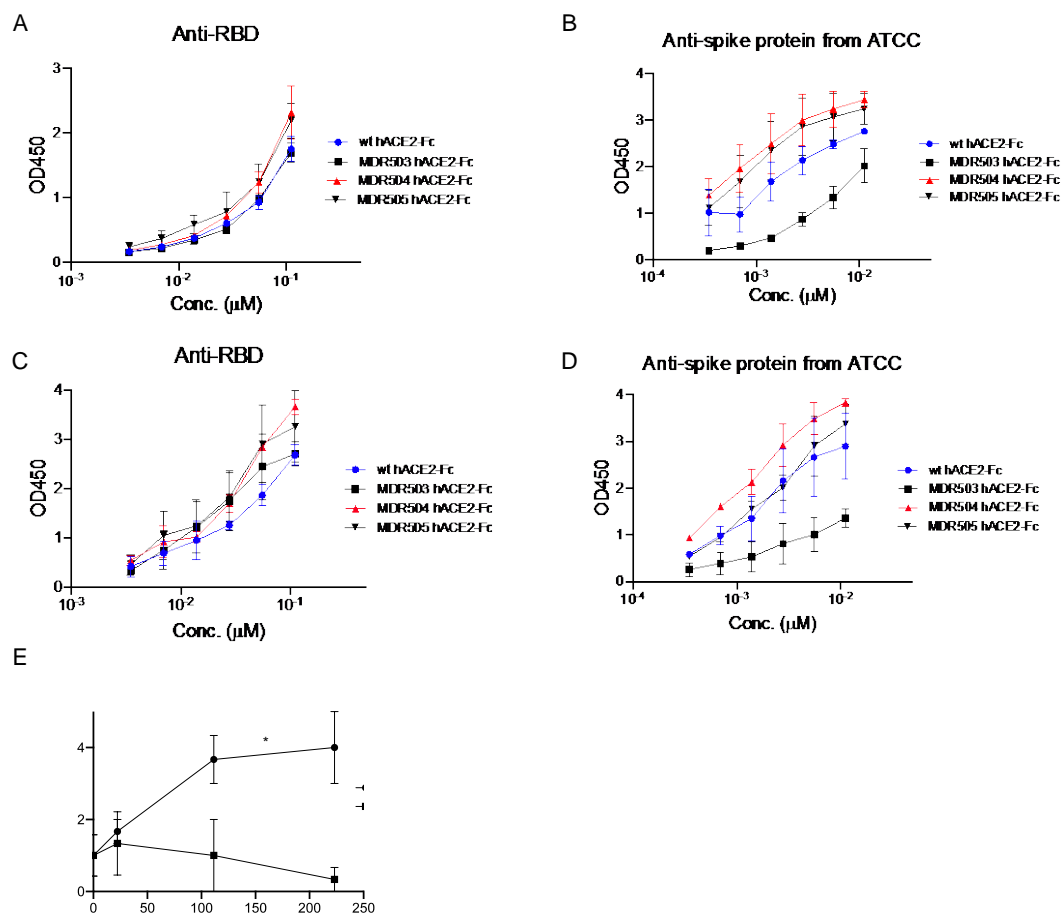 A
Anti-RBD
OD450
3
2
1
0
10-3
10-2
10-1
Conc. (µM)
wt hACE2-Fc
MDR503 hACE2-Fc
MDR504 hACE2-Fc
MDR505 hACE2-Fc
B
Anti-spike protein from ATCC
OD450
4
3
2
1
0
10-4
10-3
10-2
Conc. (µM)
wt hACE2-Fc
MDR503 hACE2-Fc
MDR504 hACE2-Fc
MDR505 hACE2-Fc
C
Anti-RBD
OD450
4
3
2
1
0
10-3
10-2
10-1
Conc. (µM)
wt hACE2-Fc
MDR503 hACE2-Fc
MDR504 hACE2-Fc
MDR505 hACE2-Fc
D
Anti-spike protein from ATCC
OD450
4
3
2
1
0
10-4
10-3
10-2
Conc. (µM)
wt hACE2-Fc
MDR503 hACE2-Fc
MDR504 hACE2-Fc
MDR505 hACE2-Fc
E
4
2
0
*
0 50 100 150 200 250